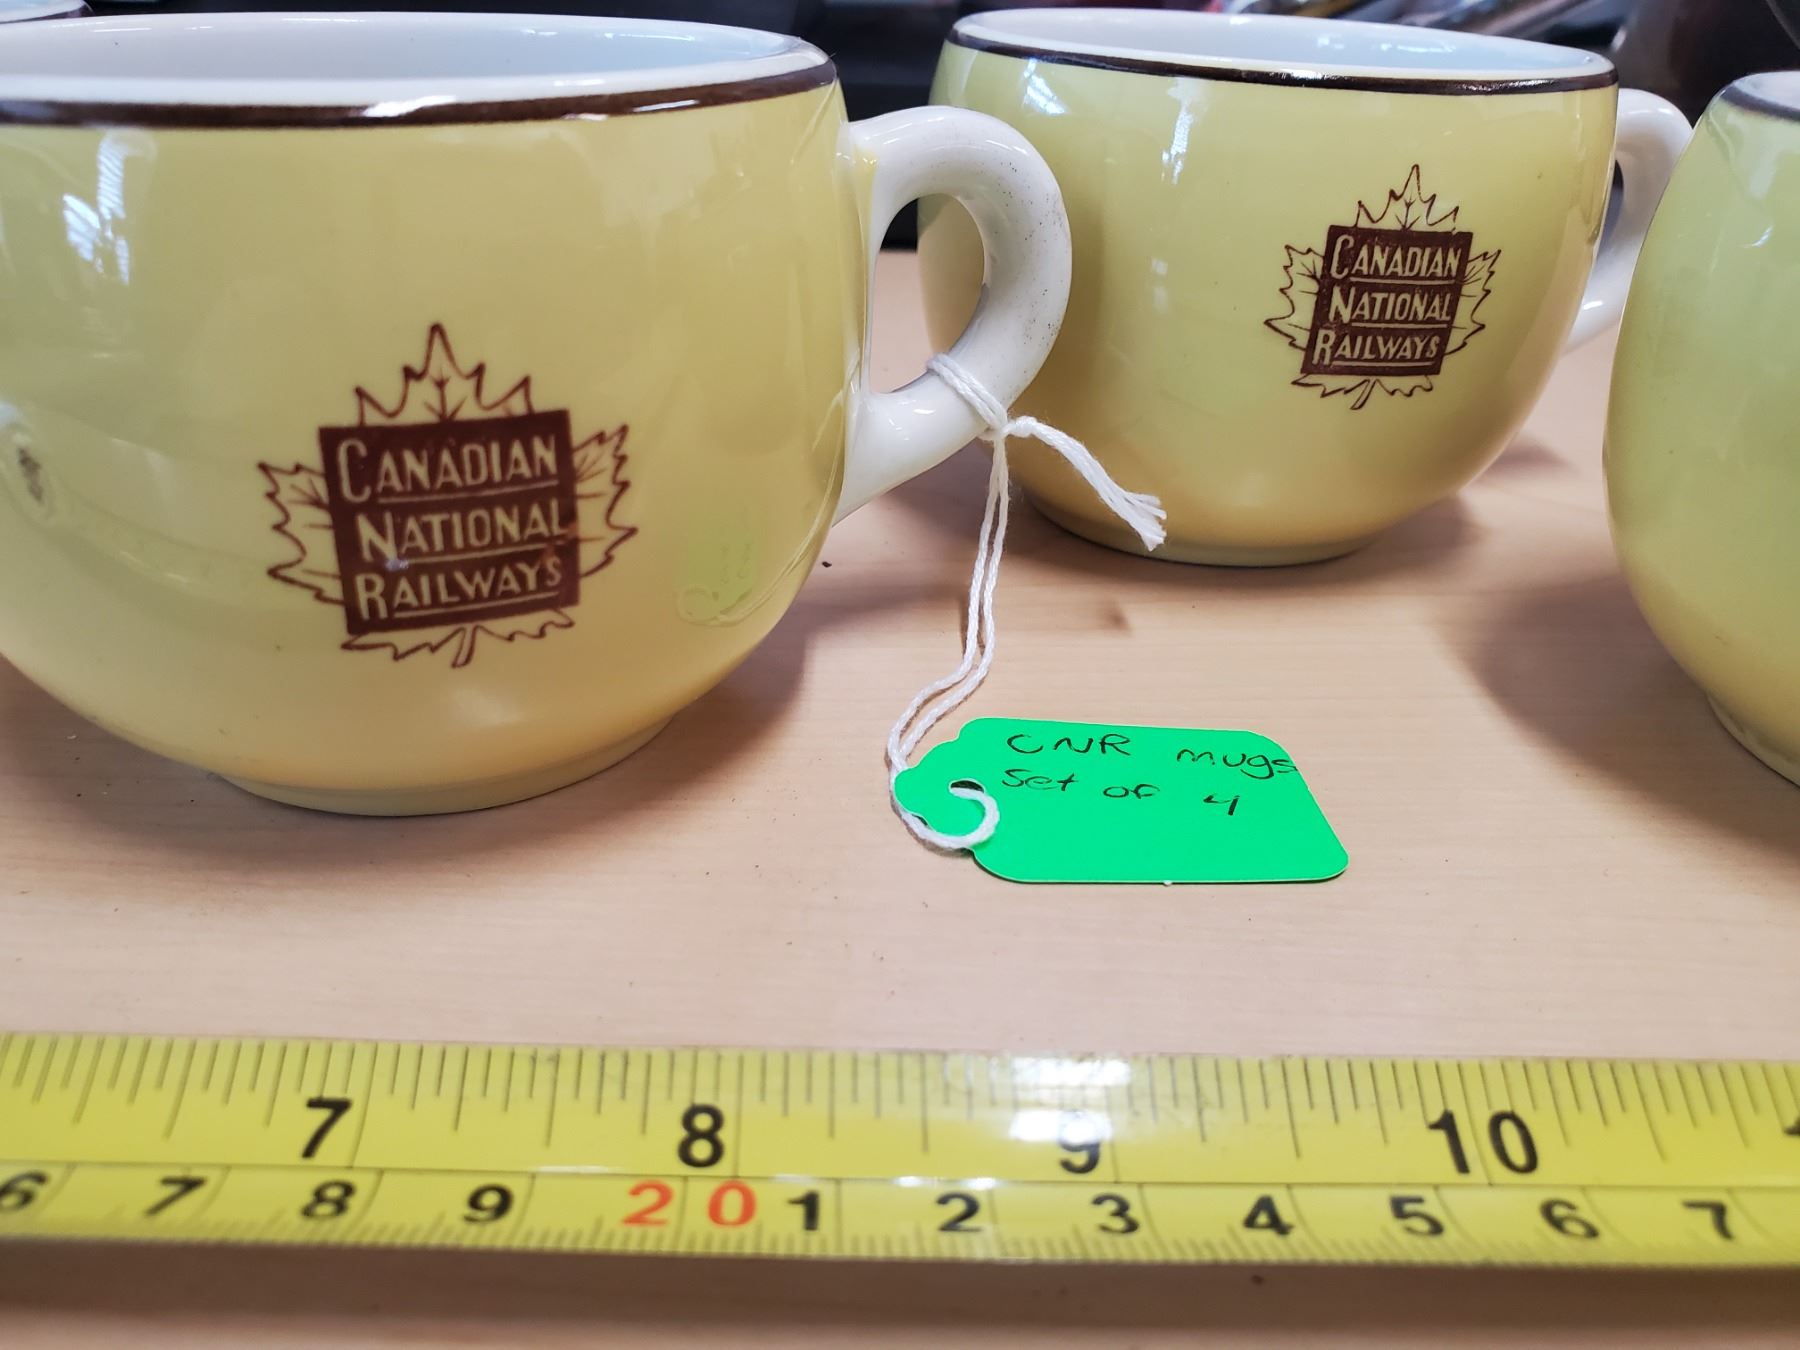 CANADIAN
NATIONAL
RAILWAYS
CANADIAN
NATIONAL
RAILWAYS
CNR mugs
Set of 4
7 8 9 10
6 7 8 9 20 1 2 3 4 5 6 7